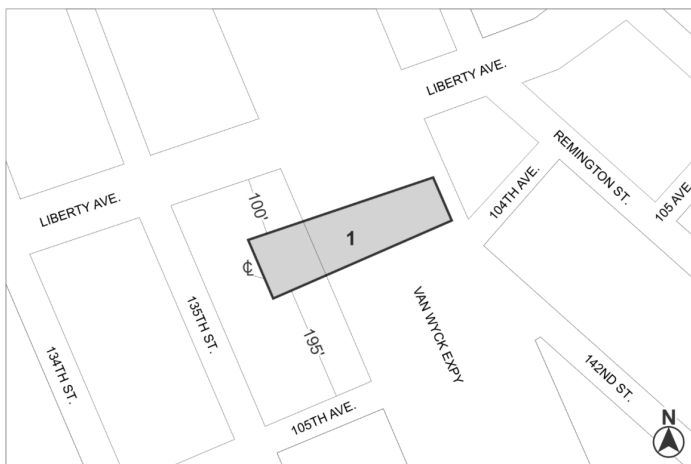 LIBERTY AVE.
REMINGTON ST.
105 AVE
104TH AVE.
LIBERTY AVE.
100'
1
℄
135TH ST.
195'
VAN WYCK EXPY
134TH ST.
142ND ST.
105TH AVE.
N